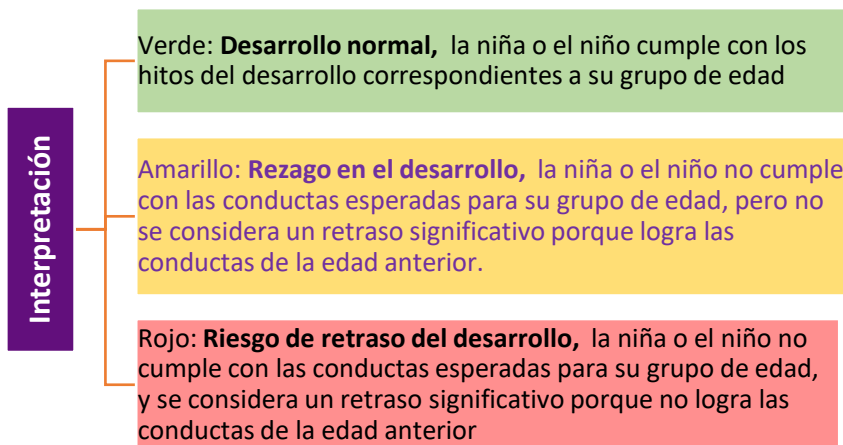 Interpretación
Verde: Desarrollo normal, la niña o el niño cumple con los
hitos del desarrollo correspondientes a su grupo de edad
Amarillo: Rezago en el desarrollo, la niña o el niño no cumple
con las conductas esperadas para su grupo de edad, pero no
se considera un retraso significativo porque logra las
conductas de la edad anterior.
Rojo: Riesgo de retraso del desarrollo, la niña o el niño no
cumple con las conductas esperadas para su grupo de edad,
y se considera un retraso significativo porque no logra las
conductas de la edad anterior